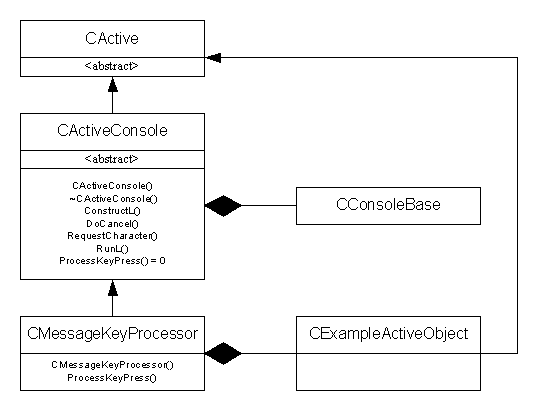 CActive
<abstract>
CActiveConsole
<abstract>
CActiveConsole()
~CActiveConsole()
ConstructL()
DoCancel()
RequestCharacter()
RunL()
ProcessKeyPress() = 0
CConsoleBase
CMessageKeyProcessor
CExampleActiveObject
CMessageKeyProcessor()
ProcessKeyPress()